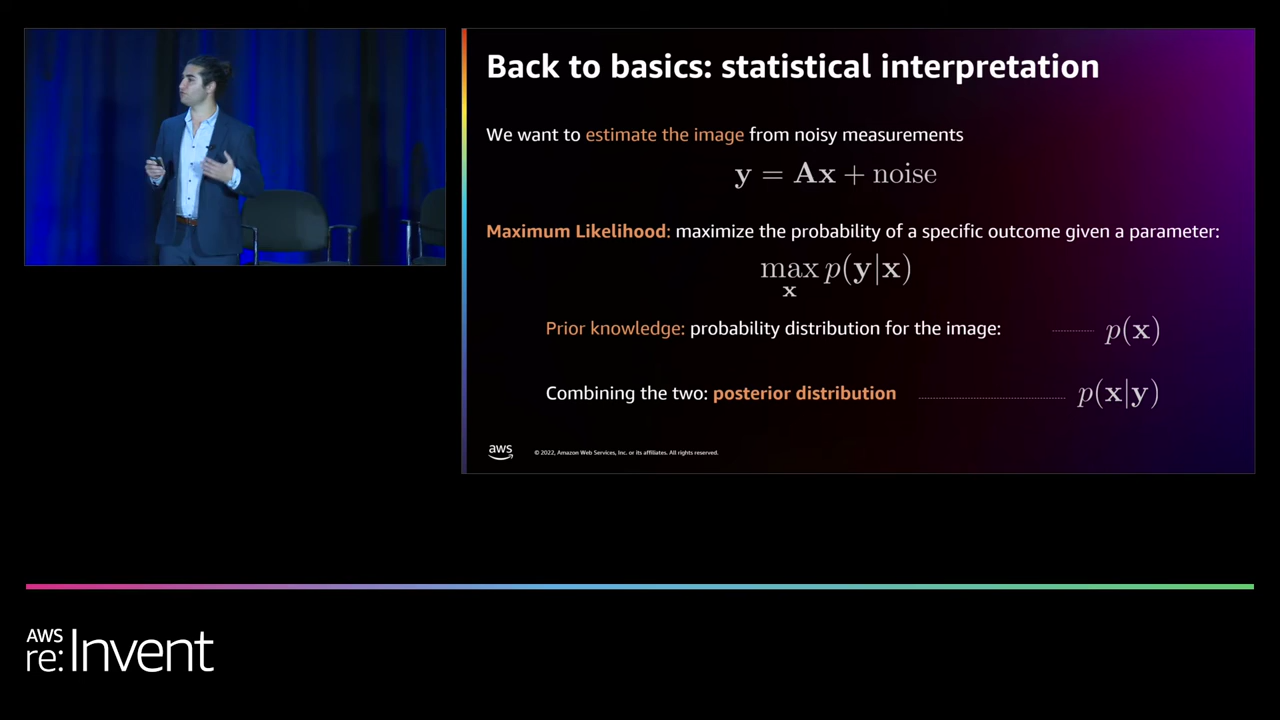 Back to basics: statistical interpretation
We want to estimate the image from noisy measurements
y = Ax + noise
Maximum Likelihood: maximize the probability of a specific outcome given a parameter:
max p(y|x)
x
Prior knowledge: probability distribution for the image: p(x)
Combining the two: posterior distribution p(x|y)
aws © 2022, Amazon Web Services, Inc. or its affiliates. All rights reserved.
AWS
re:Invent